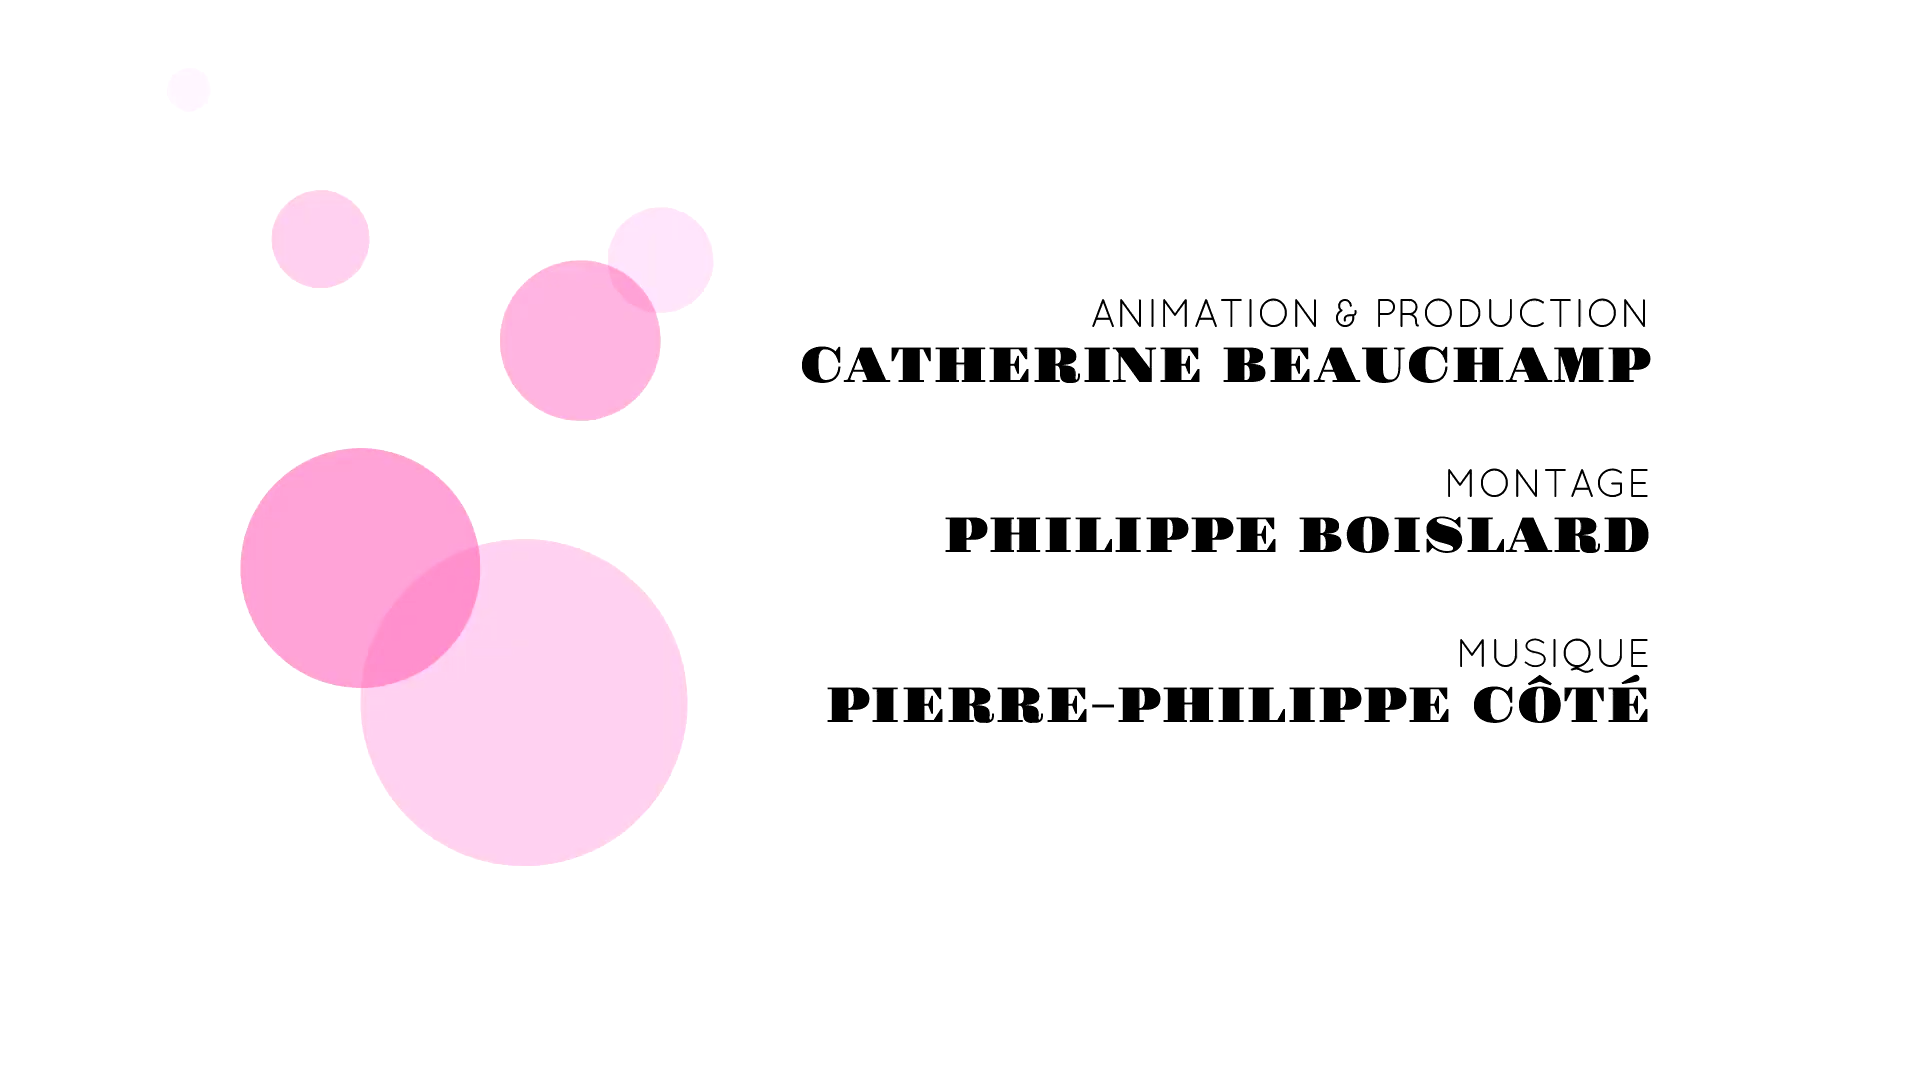 ANIMATION & PRODUCTION
CATHERINE BEAUCHAMP
MONTAGE
PHILIPPE BOISLARD
MUSIQUE
PIERRE-PHILIPPE CÔTÉ